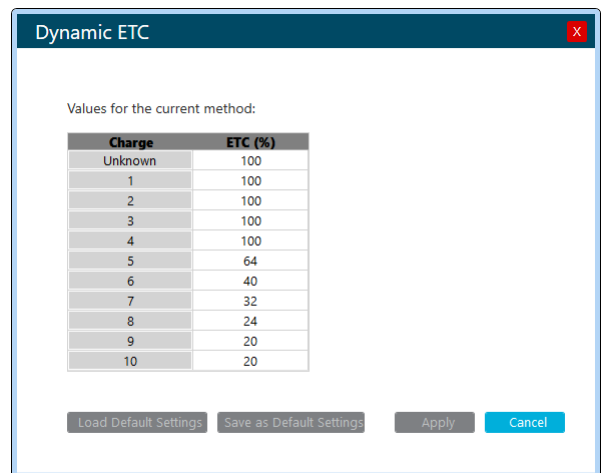 Dynamic ETC X
Values for the current method:
Charge ETC (%)
Unknown 100
1 100
2 100
3 100
4 100
5 64
6 40
7 32
8 24
9 20
10 20
Load Default Settings Save as Default Settings Apply Cancel